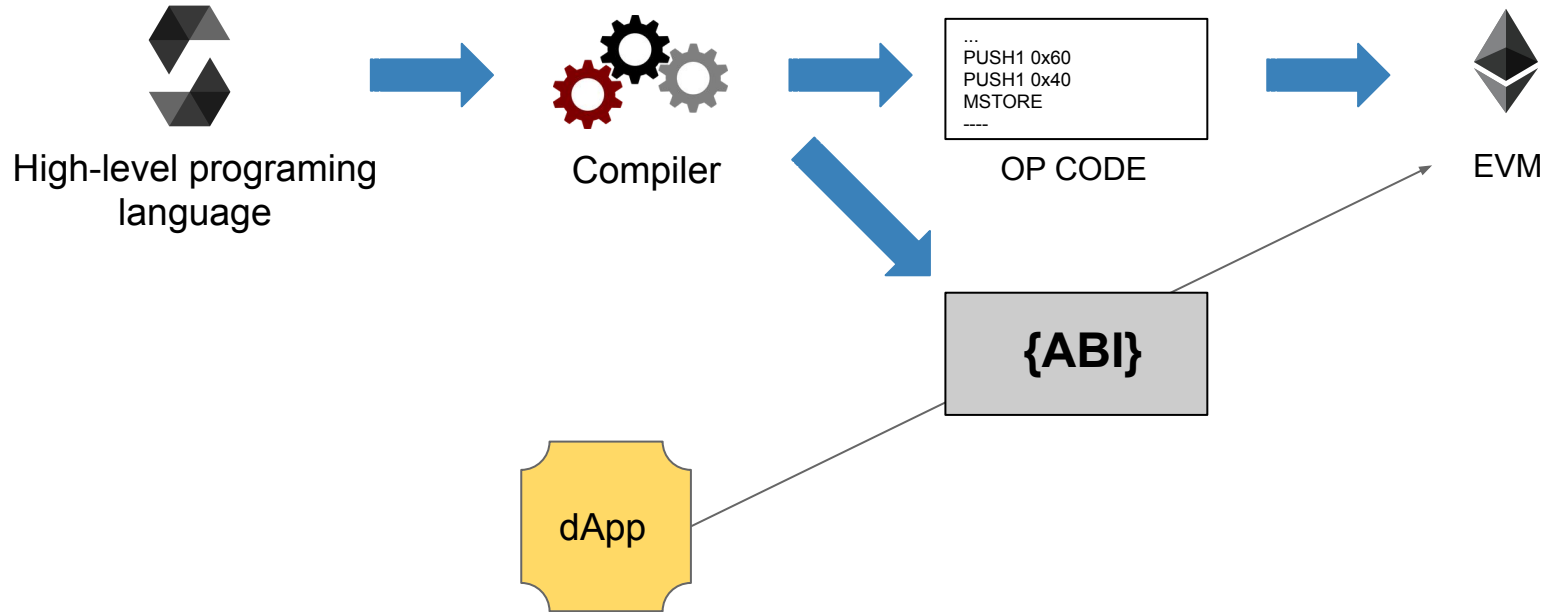 ...
PUSH1 0x60
PUSH1 0x40
MSTORE
----
High-level programing
language
Compiler
OP CODE
EVM
{ABI}
dApp